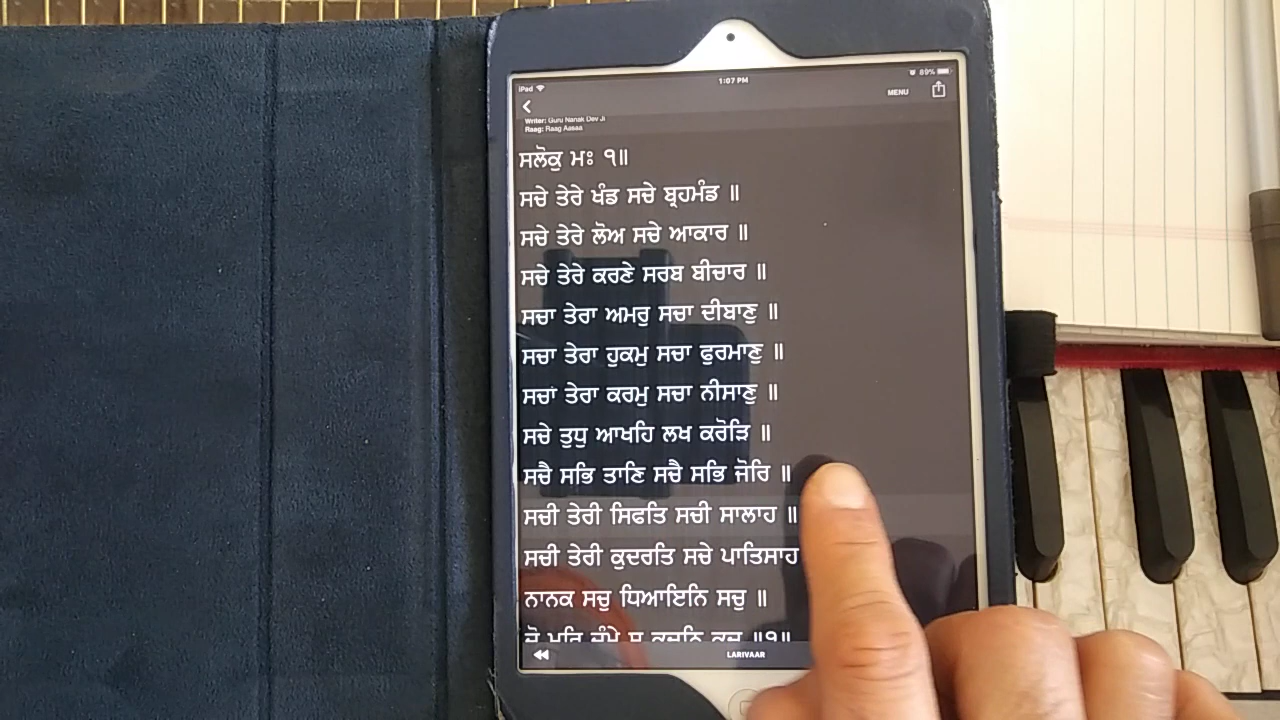 iPad 1:07 PM 89%
MENU
Writer: Guru Nanak Dev Ji
Raag: Raag Aasaa
ਸਲੋਕੁ ਮਃ ੧॥
ਸਚੇ ਤੇਰੇ ਖੰਡ ਸਚੇ ਬ੍ਰਹਮੰਡ ॥
ਸਚੇ ਤੇਰੇ ਲੋਅ ਸਚੇ ਆਕਾਰ ॥
ਸਚੇ ਤੇਰੇ ਕਰਣੇ ਸਰਬ ਬੀਚਾਰ ॥
ਸਚਾ ਤੇਰਾ ਅਮਰੁ ਸਚਾ ਦੀਬਾਣੁ ॥
ਸਚਾ ਤੇਰਾ ਹੁਕਮੁ ਸਚਾ ਫੁਰਮਾਣੁ ॥
ਸਚਾ ਤੇਰਾ ਕਰਮੁ ਸਚਾ ਨੀਸਾਣੁ ॥
ਸਚੇ ਤੁਧੁ ਆਖਹਿ ਲਖ ਕਰੋੜਿ ॥
ਸਚੈ ਸਭਿ ਤਾਣਿ ਸਚੈ ਸਭਿ ਜੋਰਿ ॥
ਸਚੀ ਤੇਰੀ ਸਿਫਤਿ ਸਚੀ ਸਾਲਾਹ ॥
ਸਚੀ ਤੇਰੀ ਕੁਦਰਤਿ ਸਚੇ ਪਾਤਿਸਾਹ
ਨਾਨਕ ਸਚੁ ਧਿਆਇਨਿ ਸਚੁ ॥
LARIVAAR